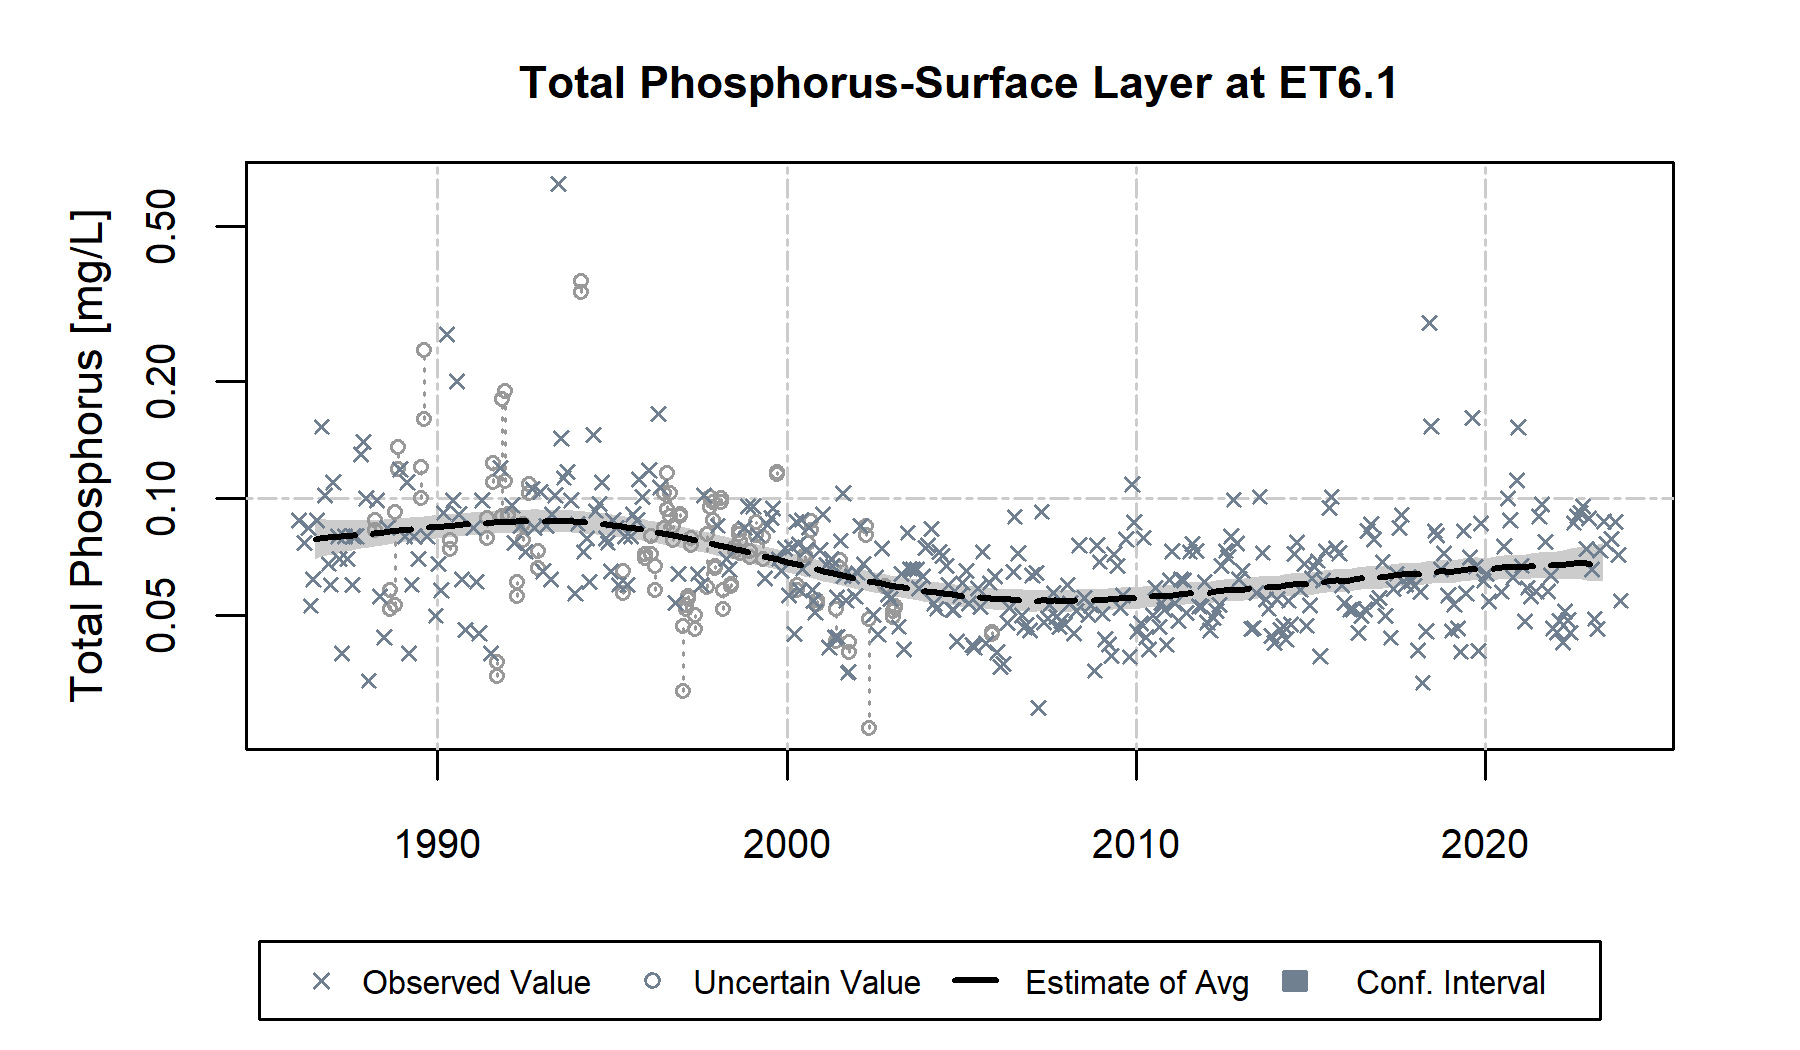 Total Phosphorus-Surface Layer at ET6.1
Total Phosphorus [mg/L]
0.50
0.20
0.10
0.05
1990 2000 2010 2020
Observed Value Uncertain Value Estimate of Avg Conf. Interval